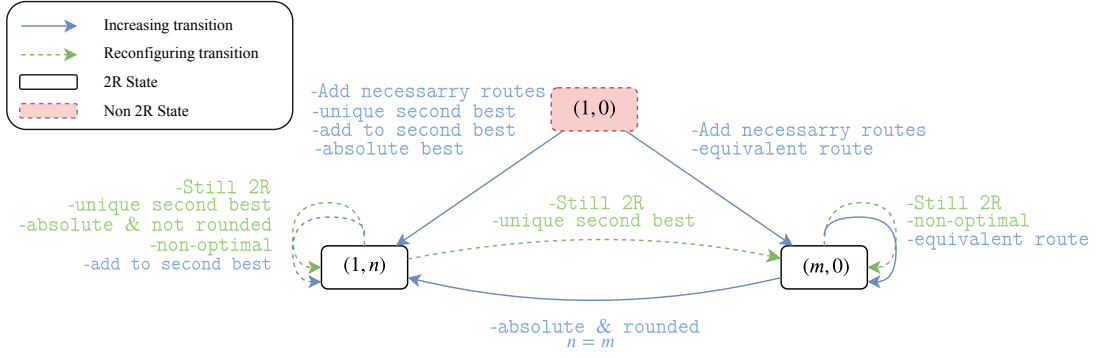 Increasing transition
Reconfiguring transition
2R State
Non 2R State
-Add necessarry routes
-unique second best
-add to second best
-absolute best
(1, 0)
-Add necessarry routes
-equivalent route
-Still 2R
-unique second best
-absolute & not rounded
-non-optimal
-add to second best
(1, n)
-Still 2R
-unique second best
-Still 2R
-non-optimal
-equivalent route
(m, 0)
-absolute & rounded
n = m